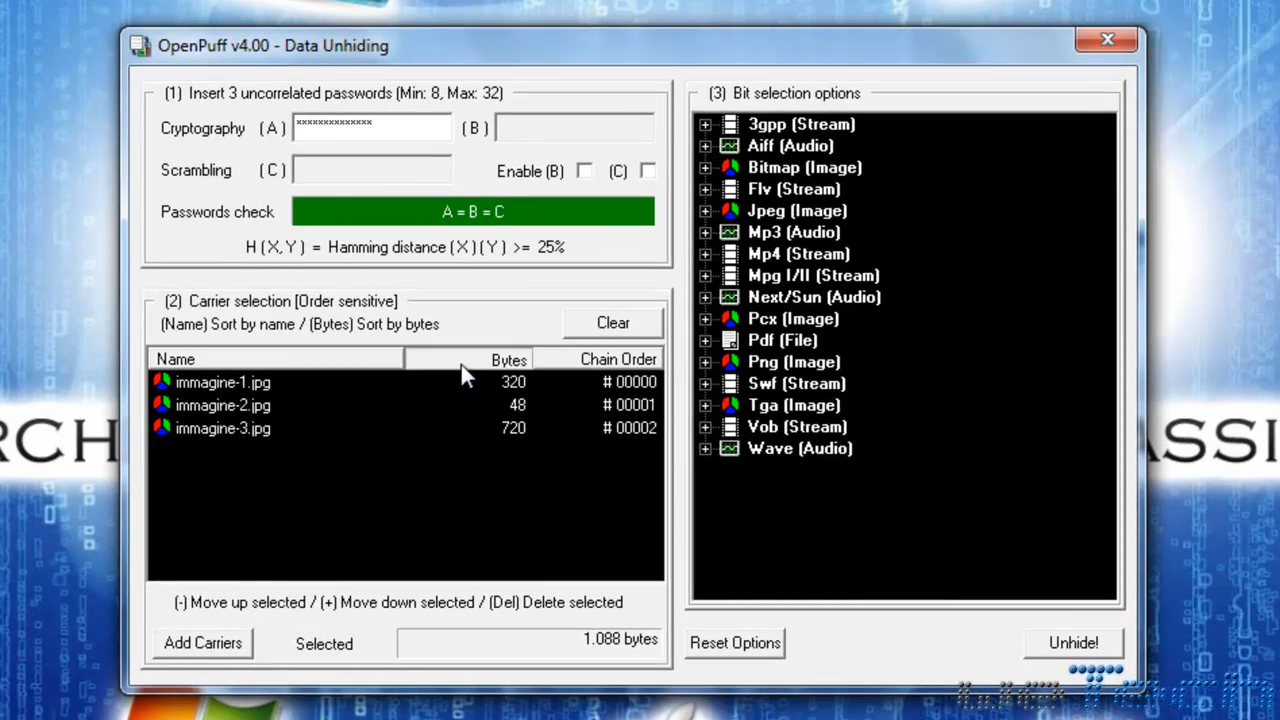 OpenPuff v4.00 - Data Unhiding
(1) Insert 3 uncorrelated passwords (Min: 8, Max: 32)
Cryptography (A) ************** (B)
Scrambling (C) Enable (B) (C)
Passwords check A = B = C
H (X, Y) = Hamming distance (X) (Y) >= 25%
(2) Carrier selection [Order sensitive]
(Name) Sort by name / (Bytes) Sort by bytes Clear
Name Bytes Chain Order
immagine-1.jpg 320 # 00000
immagine-2.jpg 48 # 00001
immagine-3.jpg 720 # 00002
(-) Move up selected / (+) Move down selected / (Del) Delete selected
Add Carriers Selected 1.088 bytes
(3) Bit selection options
3gpp (Stream)
Aiff (Audio)
Bitmap (Image)
Flv (Stream)
Jpeg (Image)
Mp3 (Audio)
Mp4 (Stream)
Mpg I/II (Stream)
Next/Sun (Audio)
Pcx (Image)
Pdf (File)
Png (Image)
Swf (Stream)
Tga (Image)
Vob (Stream)
Wave (Audio)
Reset Options Unhide!
RCH
ASSI